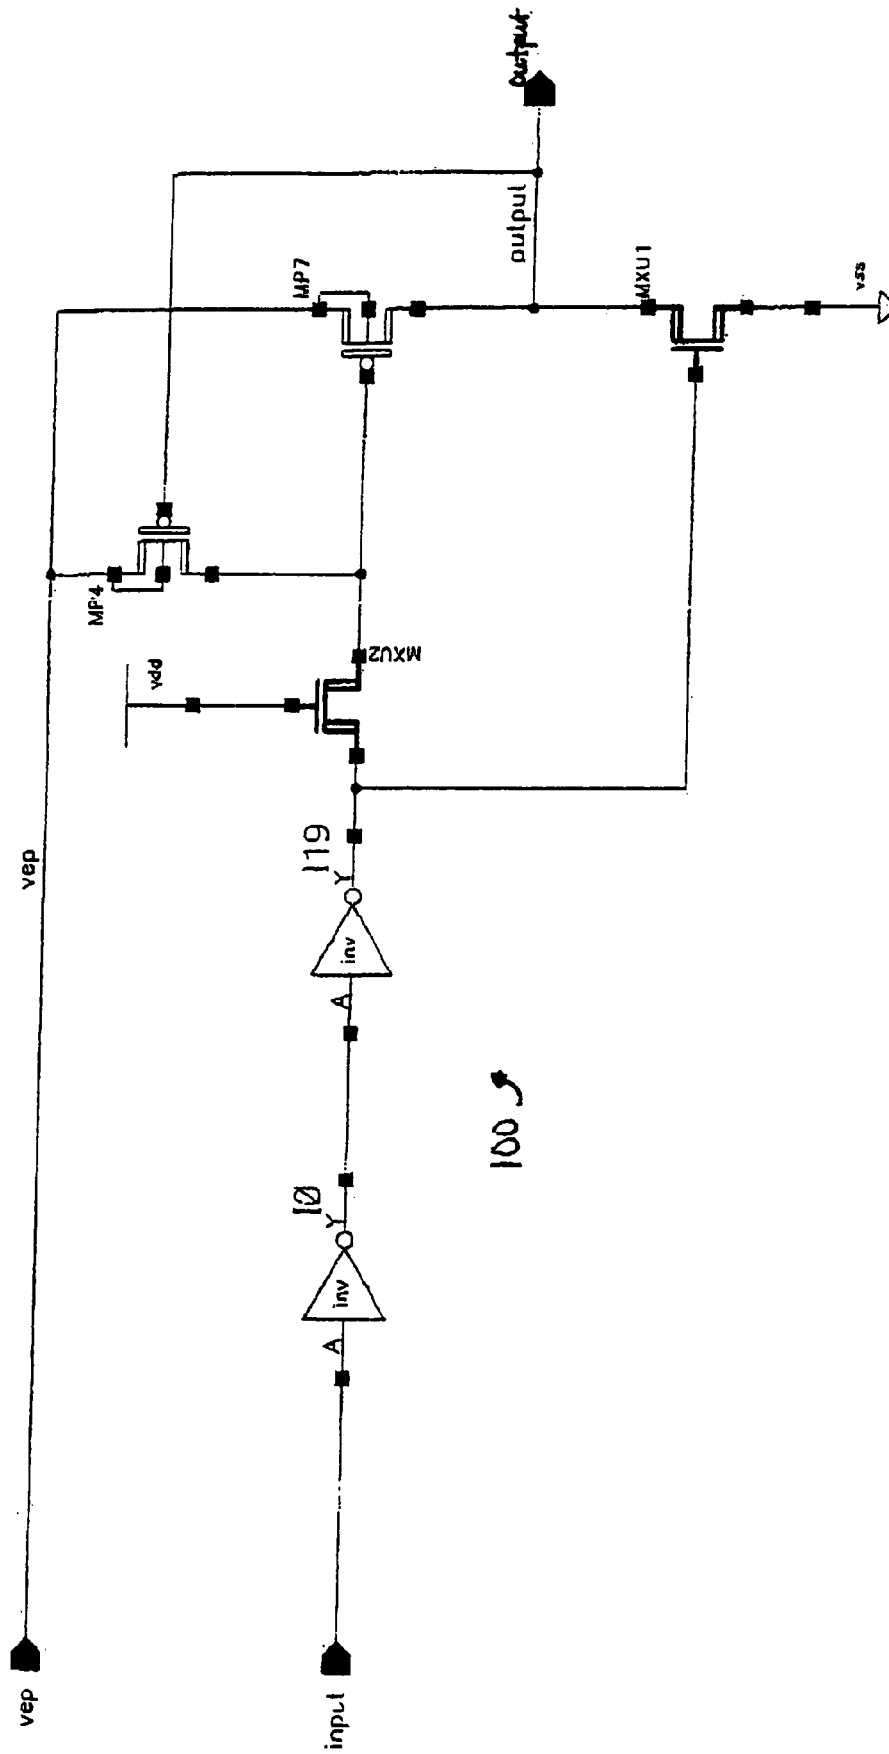 vep
vep
input
A
inv
Y
I0
A
inv
Y
I19
vdd
MXU2
MP4
MP7
output
output
MXU1
vss
100